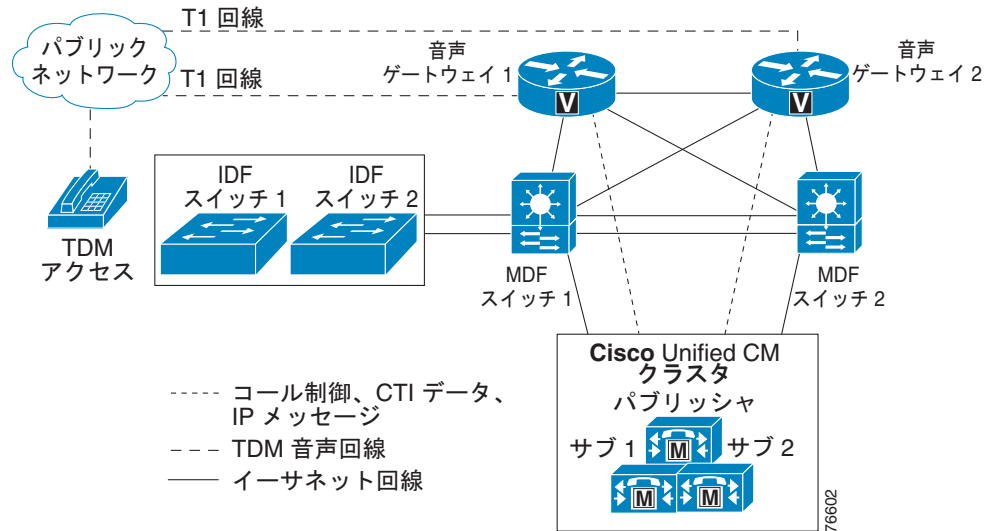 T1 回線
パブリック
ネットワーク
T1 回線
音声
ゲートウェイ 1
V
音声
ゲートウェイ 2
V
IDF
スイッチ 1
IDF
スイッチ 2
TDM
アクセス
MDF
スイッチ 1
MDF
スイッチ 2
Cisco Unified CM
クラスタ
パブリッシャ
サブ 1
サブ 2
M
M
M
コール制御、CTI データ、
IP メッセージ
TDM 音声回線
イーサネット回線
76602